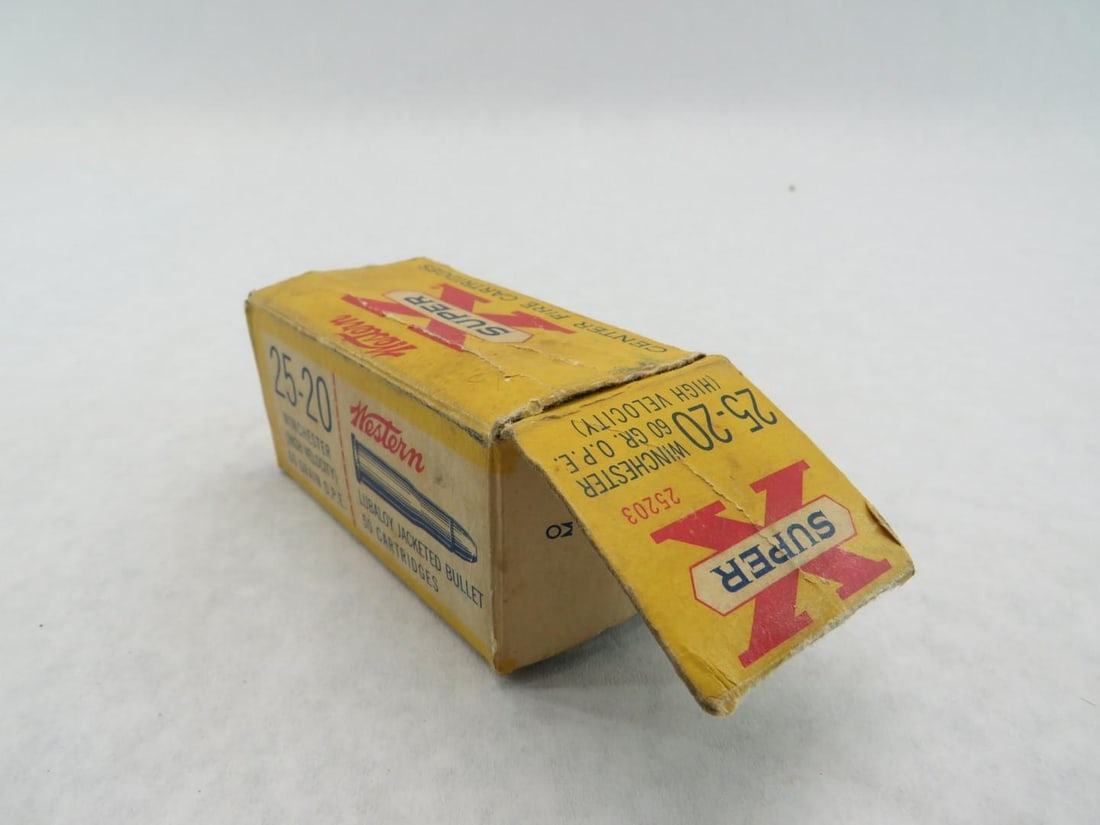 Western
SUPER X
CENTER FIRE CARTRIDGES
25-20
WINCHESTER
(HIGH VELOCITY)
60 GRAIN O.P.E.
Western
LUBALOY JACKETED BULLET
50 CARTRIDGES
25-20 WINCHESTER
60 GR. O.P.E.
(HIGH VELOCITY)
25203
SUPER X